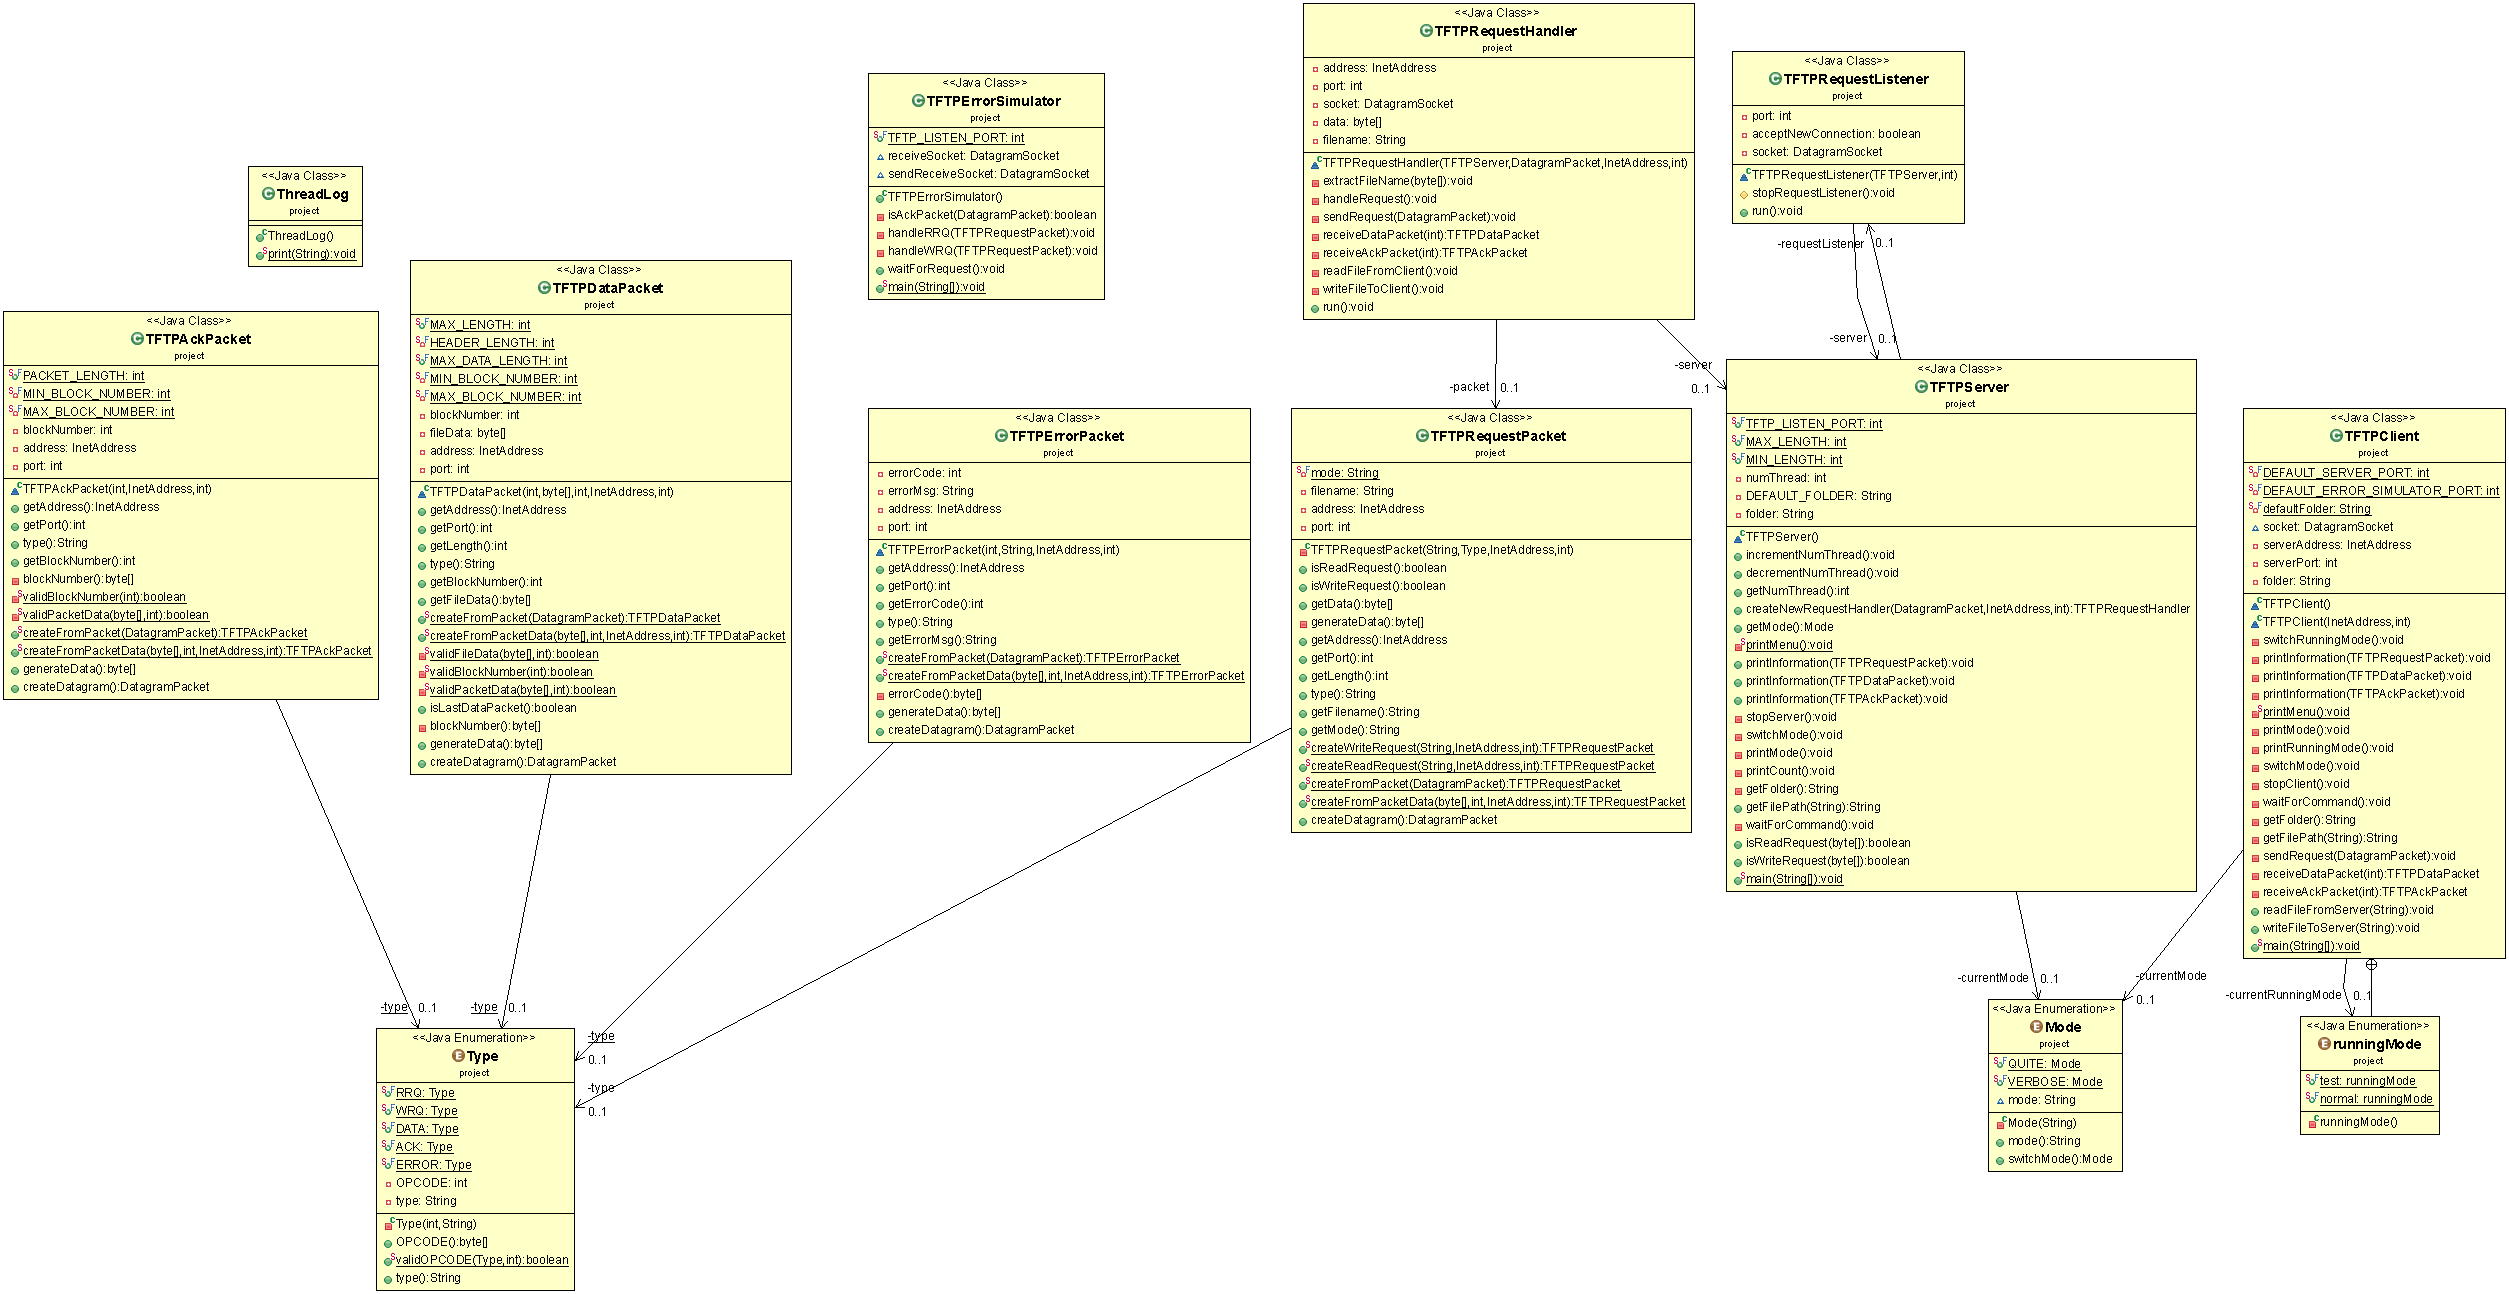 <<Java Class>>
TFTPRequestHandler
project
address: InetAddress
port: int
socket: DatagramSocket
data: byte[]
filename: String
TFTPRequestHandler(TFTPServer,DatagramPacket,InetAddress,int)
extractFileName(byte[]):void
handleRequest():void
sendRequest(DatagramPacket):void
receiveDataPacket(int):TFTPDataPacket
receiveAckPacket(int):TFTPAckPacket
readFileFromClient():void
writeFileToClient():void
run():void
<<Java Class>>
TFTPRequestListener
project
port: int
acceptNewConnection: boolean
socket: DatagramSocket
TFTPRequestListener(TFTPServer,int)
stopRequestListener():void
run():void
<<Java Class>>
TFTPErrorSimulator
project
TFTP_LISTEN_PORT: int
receiveSocket: DatagramSocket
sendReceiveSocket: DatagramSocket
TFTPErrorSimulator()
isAckPacket(DatagramPacket):boolean
handleRRQ(TFTPRequestPacket):void
handleWRQ(TFTPRequestPacket):void
waitForRequest():void
main(String[]):void
<<Java Class>>
ThreadLog
project
ThreadLog()
print(String):void
<<Java Class>>
TFTPDataPacket
project
MAX_LENGTH: int
HEADER_LENGTH: int
MAX_DATA_LENGTH: int
MIN_BLOCK_NUMBER: int
MAX_BLOCK_NUMBER: int
blockNumber: int
fileData: byte[]
address: InetAddress
port: int
TFTPDataPacket(int,byte[],int,InetAddress,int)
getAddress():InetAddress
getPort():int
getLength():int
type():String
getBlockNumber():int
getFileData():byte[]
createFromPacket(DatagramPacket):TFTPDataPacket
createFromPacketData(byte[],int,InetAddress,int):TFTPDataPacket
validFileData(byte[],int):boolean
validBlockNumber(int):boolean
validPacketData(byte[],int):boolean
isLastDataPacket():boolean
blockNumber():byte[]
generateData():byte[]
createDatagram():DatagramPacket
<<Java Class>>
TFTPAckPacket
project
PACKET_LENGTH: int
MIN_BLOCK_NUMBER: int
MAX_BLOCK_NUMBER: int
blockNumber: int
address: InetAddress
port: int
TFTPAckPacket(int,InetAddress,int)
getAddress():InetAddress
getPort():int
type():String
getBlockNumber():int
blockNumber():byte[]
validBlockNumber(int):boolean
validPacketData(byte[],int):boolean
createFromPacket(DatagramPacket):TFTPAckPacket
createFromPacketData(byte[],int,InetAddress,int):TFTPAckPacket
generateData():byte[]
createDatagram():DatagramPacket
-requestListener
0..1
-server
0..1
-packet
0..1
-server
0..1
<<Java Class>>
TFTPErrorPacket
project
errorCode: int
errorMsg: String
address: InetAddress
port: int
TFTPErrorPacket(int,String,InetAddress,int)
getAddress():InetAddress
getPort():int
getErrorCode():int
type():String
getErrorMsg():String
createFromPacket(DatagramPacket):TFTPErrorPacket
createFromPacketData(byte[],int,InetAddress,int):TFTPErrorPacket
errorCode():byte[]
generateData():byte[]
createDatagram():DatagramPacket
<<Java Class>>
TFTPRequestPacket
project
mode: String
filename: String
address: InetAddress
port: int
TFTPRequestPacket(String,Type,InetAddress,int)
isReadRequest():boolean
isWriteRequest():boolean
getData():byte[]
generateData():byte[]
getAddress():InetAddress
getPort():int
getLength():int
type():String
getFilename():String
getMode():String
createWriteRequest(String,InetAddress,int):TFTPRequestPacket
createReadRequest(String,InetAddress,int):TFTPRequestPacket
createFromPacket(DatagramPacket):TFTPRequestPacket
createFromPacketData(byte[],int,InetAddress,int):TFTPRequestPacket
createDatagram():DatagramPacket
<<Java Class>>
TFTPServer
project
TFTP_LISTEN_PORT: int
MAX_LENGTH: int
MIN_LENGTH: int
numThread: int
DEFAULT_FOLDER: String
folder: String
TFTPServer()
incrementNumThread():void
decrementNumThread():void
getNumThread():int
createNewRequestHandler(DatagramPacket,InetAddress,int):TFTPRequestHandler
getMode():Mode
printMenu():void
printInformation(TFTPRequestPacket):void
printInformation(TFTPDataPacket):void
printInformation(TFTPAckPacket):void
stopServer():void
switchMode():void
printMode():void
printCount():void
getFolder():String
getFilePath(String):String
waitForCommand():void
isReadRequest(byte[]):boolean
isWriteRequest(byte[]):boolean
main(String[]):void
<<Java Class>>
TFTPClient
project
DEFAULT_SERVER_PORT: int
DEFAULT_ERROR_SIMULATOR_PORT: int
defaultFolder: String
socket: DatagramSocket
serverAddress: InetAddress
serverPort: int
folder: String
TFTPClient()
TFTPClient(InetAddress,int)
switchRunningMode():void
printInformation(TFTPRequestPacket):void
printInformation(TFTPDataPacket):void
printInformation(TFTPAckPacket):void
printMenu():void
printMode():void
printRunningMode():void
switchMode():void
stopClient():void
waitForCommand():void
getFolder():String
getFilePath(String):String
sendRequest(DatagramPacket):void
receiveDataPacket(int):TFTPDataPacket
receiveAckPacket(int):TFTPAckPacket
readFileFromServer(String):void
writeFileToServer(String):void
main(String[]):void
-type
0..1
-type
0..1
-type
0..1
-type
0..1
-currentMode
0..1
-currentMode
0..1
-currentRunningMode
0..1
<<Java Enumeration>>
Type
project
RRQ: Type
WRQ: Type
DATA: Type
ACK: Type
ERROR: Type
OPCODE: int
type: String
Type(int,String)
OPCODE():byte[]
validOPCODE(Type,int):boolean
type():String
<<Java Enumeration>>
Mode
project
QUITE: Mode
VERBOSE: Mode
mode: String
Mode(String)
mode():String
switchMode():Mode
<<Java Enumeration>>
runningMode
project
test: runningMode
normal: runningMode
runningMode()